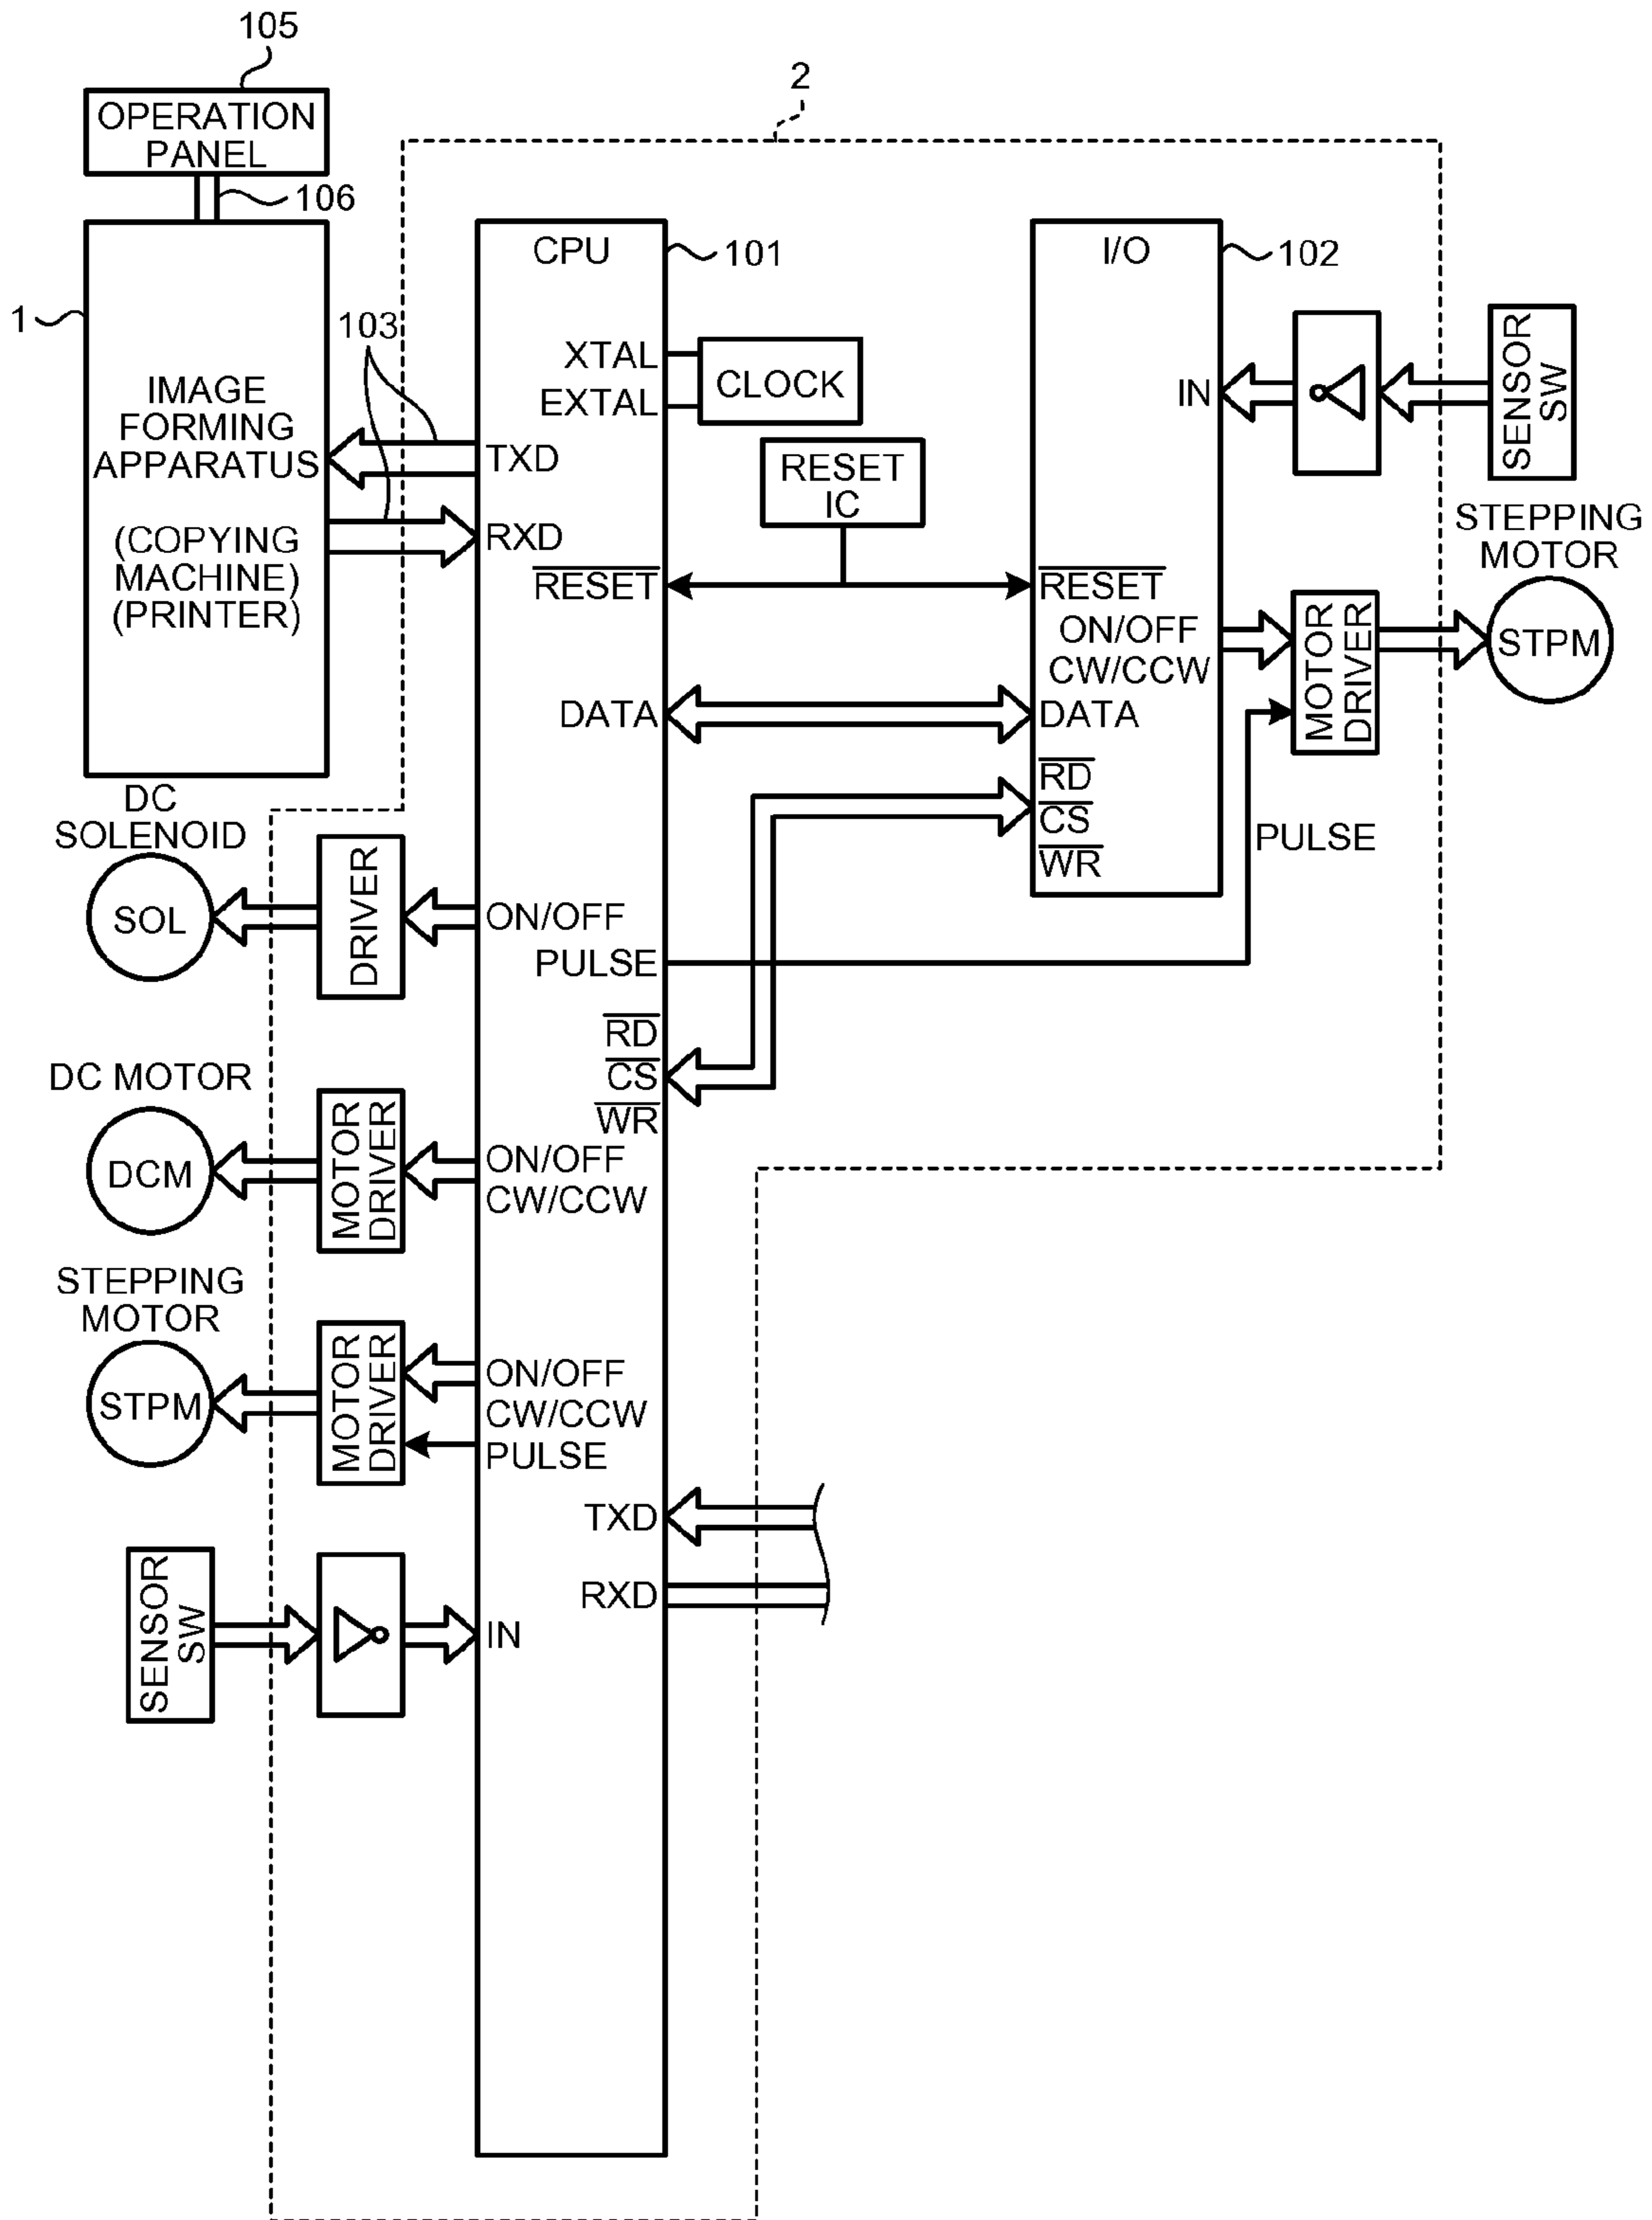 105
OPERATION
PANEL
106
2
1
IMAGE
FORMING
APPARATUS
(COPYING
MACHINE)
(PRINTER)
103
CPU
101
XTAL
EXTAL
CLOCK
TXD
RXD
RESET
IC
RESET
RESET
I/O
102
IN
SENSOR
SW
STEPPING
MOTOR
ON/OFF
CW/CCW
MOTOR
DRIVER
STPM
DATA
DATA
RD
CS
WR
PULSE
DC
SOLENOID
SOL
DRIVER
ON/OFF
PULSE
RD
CS
WR
DC MOTOR
DCM
MOTOR
DRIVER
ON/OFF
CW/CCW
STEPPING
MOTOR
STPM
MOTOR
DRIVER
ON/OFF
CW/CCW
PULSE
TXD
RXD
SENSOR
SW
IN